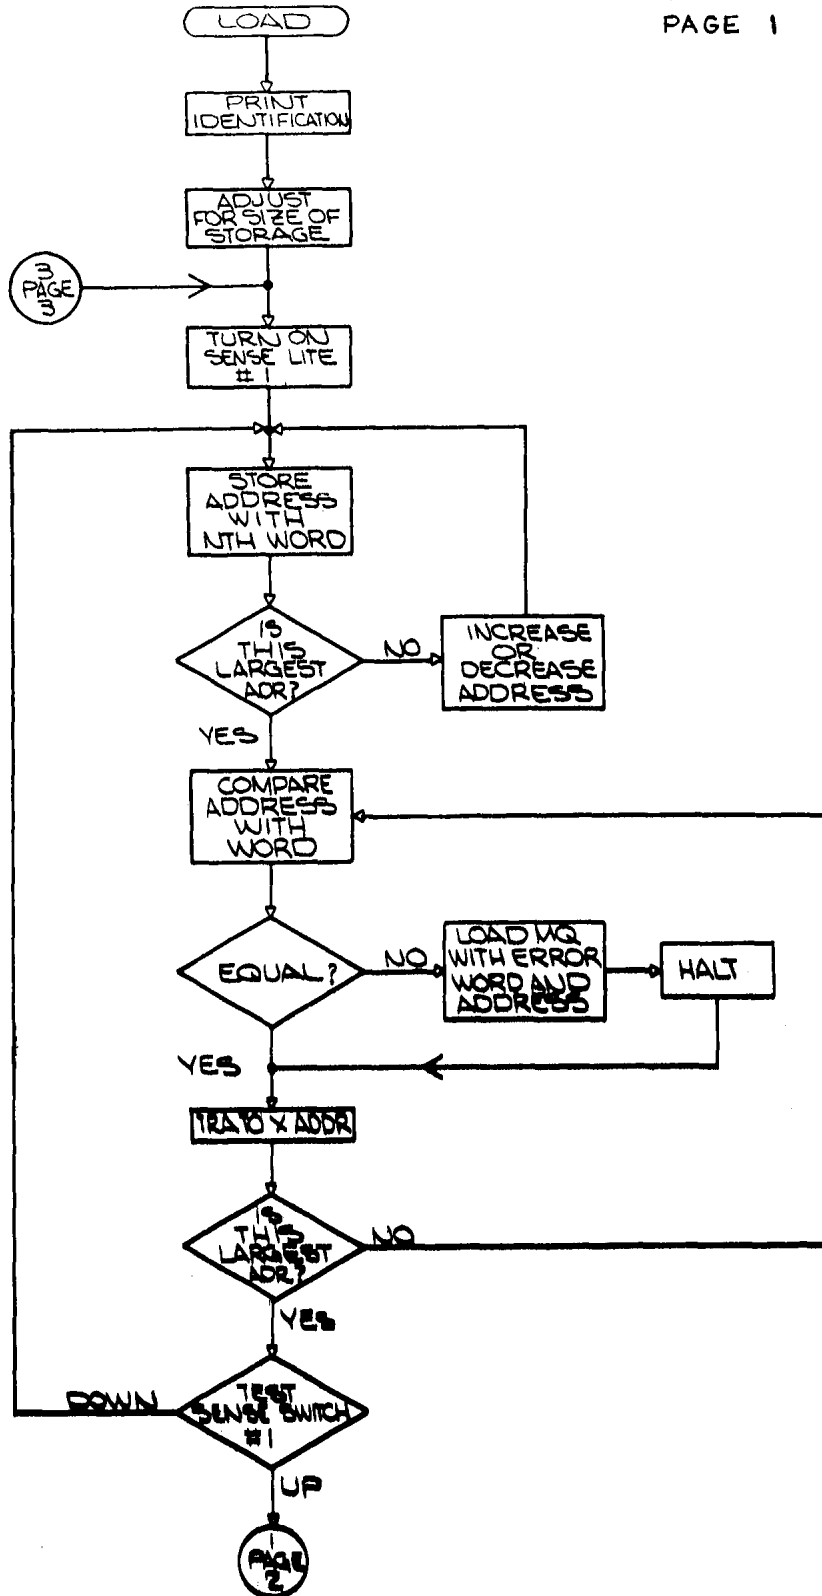 PAGE 1
LOAD
PRINT
IDENTIFICATION
ADJUST
FOR SIZE OF
STORAGE
3
PAGE
3
TURN ON
SENSE LITE
# 1
STORE
ADDRESS
WITH
NTH WORD
IS
THIS
LARGEST
ADR?
NO
INCREASE
OR
DECREASE
ADDRESS
YES
COMPARE
ADDRESS
WITH
WORD
EQUAL?
NO
LOAD MQ
WITH ERROR
WORD AND
ADDRESS
HALT
YES
TRA TO X ADDR
IS
THIS
LARGEST
ADR?
NO
YES
TEST
SENSE SWITCH
#1
DOWN
UP
1
PAGE
2